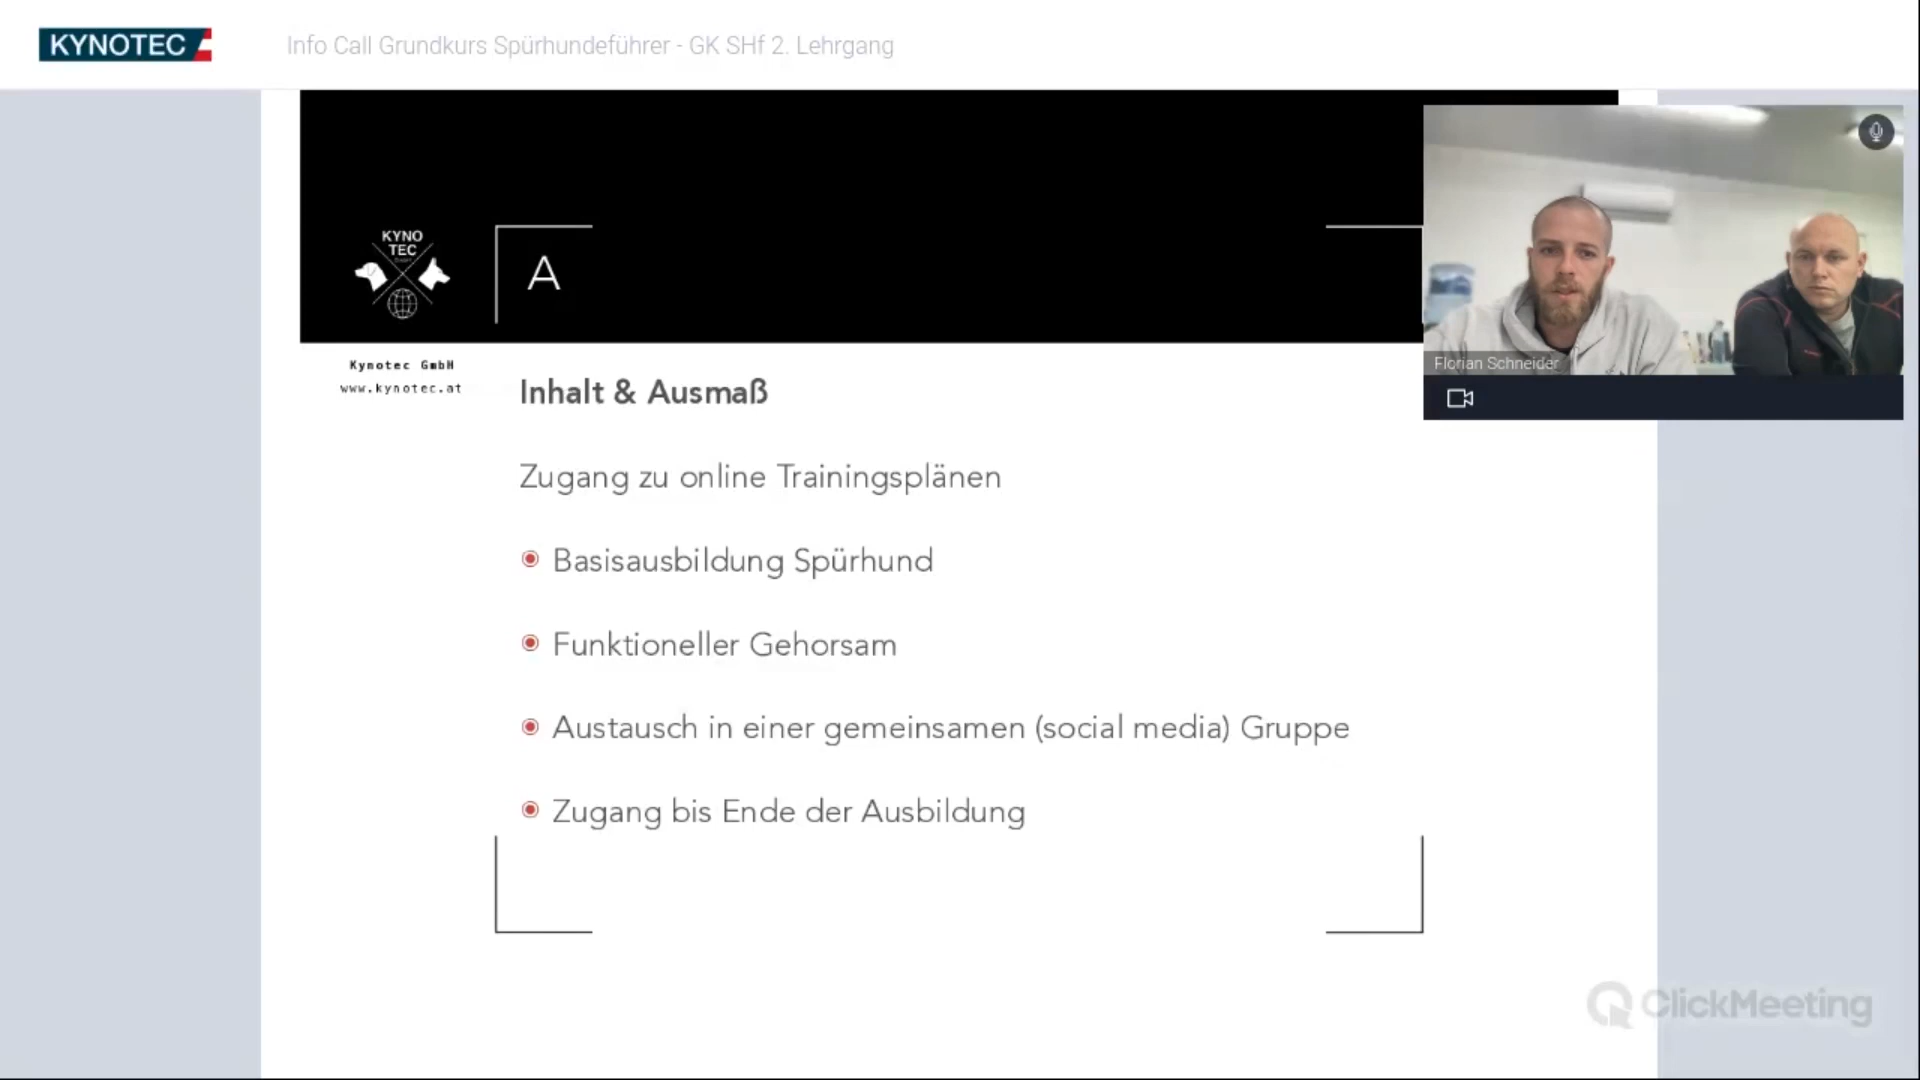 KYNOTEC
Info Call Grundkurs Spürhundeführer - GK SHf 2. Lehrgang
KYNO
TEC
A
Florian Schneider
Kynotec GmbH
www.kynotec.at
Inhalt & Ausmaß
Zugang zu online Trainingsplänen
Basisausbildung Spürhund
Funktioneller Gehorsam
Austausch in einer gemeinsamen (social media) Gruppe
Zugang bis Ende der Ausbildung
ClickMeeting